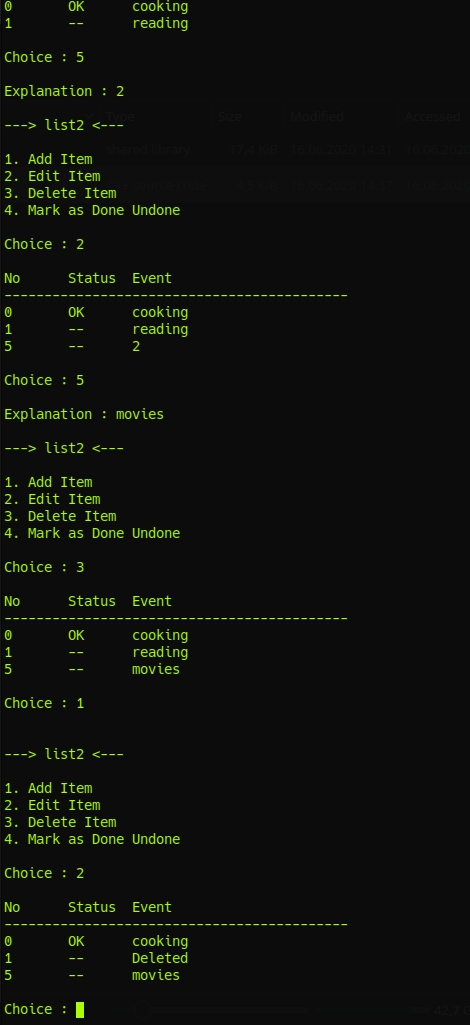 0 OK cooking
1 -- reading
Choice : 5
Explanation : 2
---> list2 <---
1. Add Item
2. Edit Item
3. Delete Item
4. Mark as Done Undone
Choice : 2
No Status Event
-------------------------------------------
0 OK cooking
1 -- reading
5 -- 2
Choice : 5
Explanation : movies
---> list2 <---
1. Add Item
2. Edit Item
3. Delete Item
4. Mark as Done Undone
Choice : 3
No Status Event
-------------------------------------------
0 OK cooking
1 -- reading
5 -- movies
Choice : 1
---> list2 <---
1. Add Item
2. Edit Item
3. Delete Item
4. Mark as Done Undone
Choice : 2
No Status Event
-------------------------------------------
0 OK cooking
1 -- Deleted
5 -- movies
Choice :